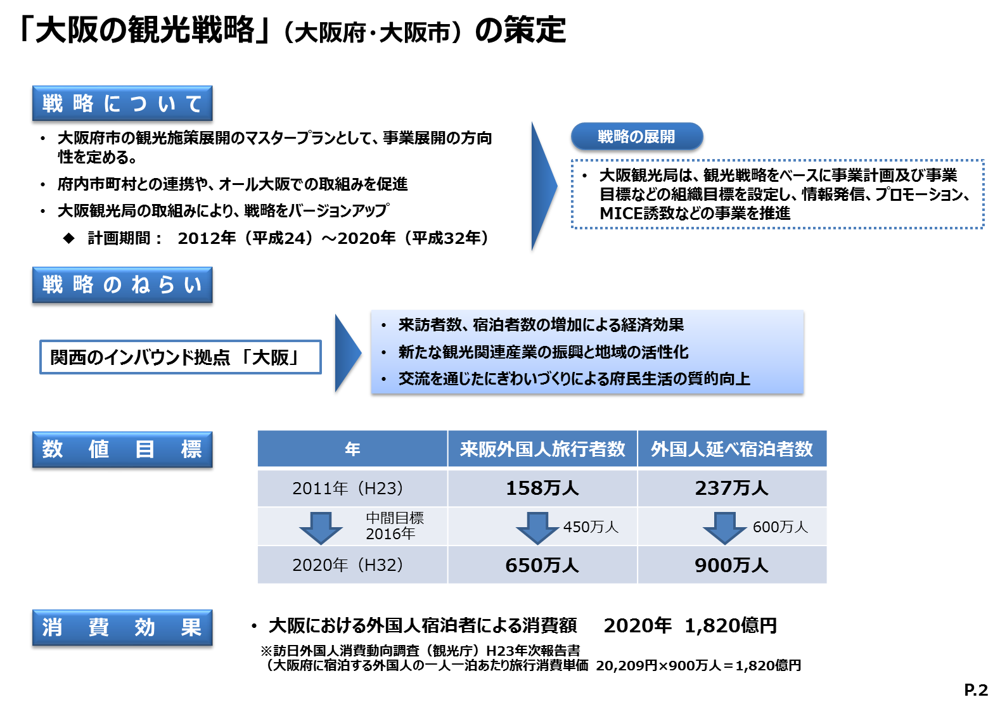 「大阪の観光戦略」（大阪府・大阪市）の策定
戦略について
• 大阪府市の観光施策展開のマスタープランとして、事業展開の方向
性を定める。
• 府内市町村との連携や、オール大阪での取組みを促進
• 大阪観光局の取組みにより、戦略をバージョンアップ
◆ 計画期間： 2012年（平成24）～2020年（平成32年）
戦略の展開
• 大阪観光局は、観光戦略をベースに事業計画及び事業
目標などの組織目標を設定し、情報発信、プロモーション、
MICE誘致などの事業を推進
戦略のねらい
関西のインバウンド拠点 「大阪」
• 来訪者数、宿泊者数の増加による経済効果
• 新たな観光関連産業の振興と地域の活性化
• 交流を通じたにぎわいづくりによる府民生活の質的向上
数値目標
年 来阪外国人旅行者数 外国人延べ宿泊者数
2011年（H23） 158万人 237万人
中間目標
2016年 450万人 600万人
2020年（H32） 650万人 900万人
消費効果
• 大阪における外国人宿泊者による消費額 2020年 1,820億円
※訪日外国人消費動向調査（観光庁）H23年次報告書
（大阪府に宿泊する外国人の一人一泊あたり旅行消費単価 20,209円×900万人＝1,820億円
P.2